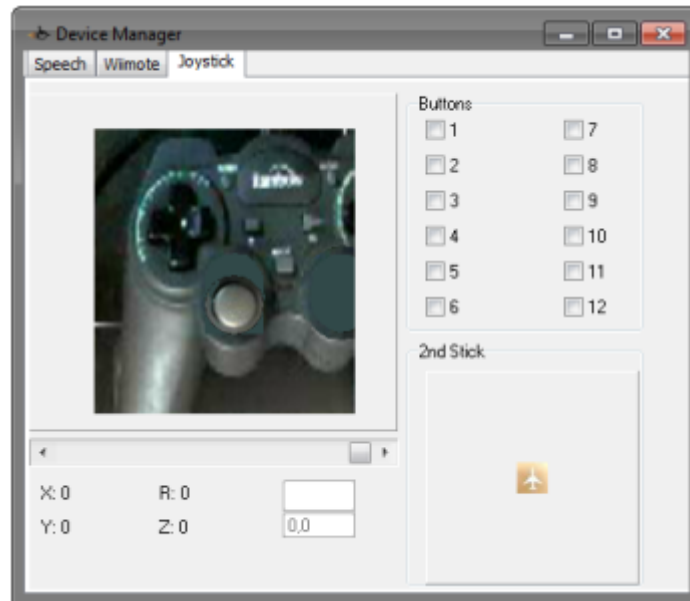 Device Manager
Speech Wiimote Joystick
Buttons
1 7
2 8
3 9
4 10
5 11
6 12
2nd Stick
X: 0 R: 0
Y: 0 Z: 0 0,0